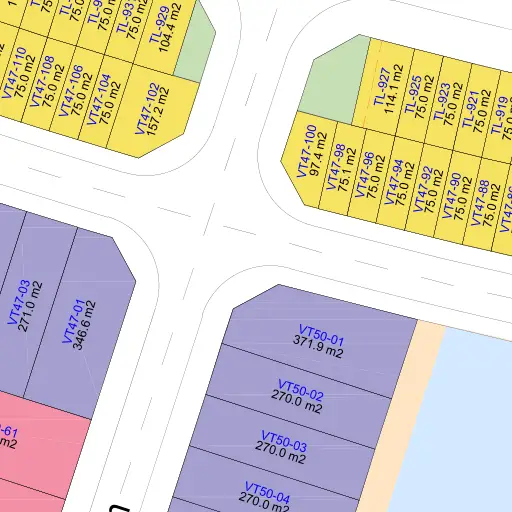 TL-929
104.4 m2
75.0 m2
75.0 m2
VT47-110
75.0 m2
VT47-108
75.0 m2
VT47-106
75.0 m2
VT47-104
75.0 m2
VT47-102
157.2 m2
TL-927
114.1 m2
TL-925
75.0 m2
TL-923
75.0 m2
TL-921
75.0 m2
TL-919
VT47-100
97.4 m2
VT47-98
75.1 m2
VT47-96
75.0 m2
VT47-94
75.0 m2
VT47-92
75.0 m2
VT47-90
75.0 m2
VT47-88
75.0 m2
VT47-03
271.0 m2
VT47-01
346.6 m2
-61
m2
VT50-01
371.9 m2
VT50-02
270.0 m2
VT50-03
270.0 m2
VT50-04
270.0 m2